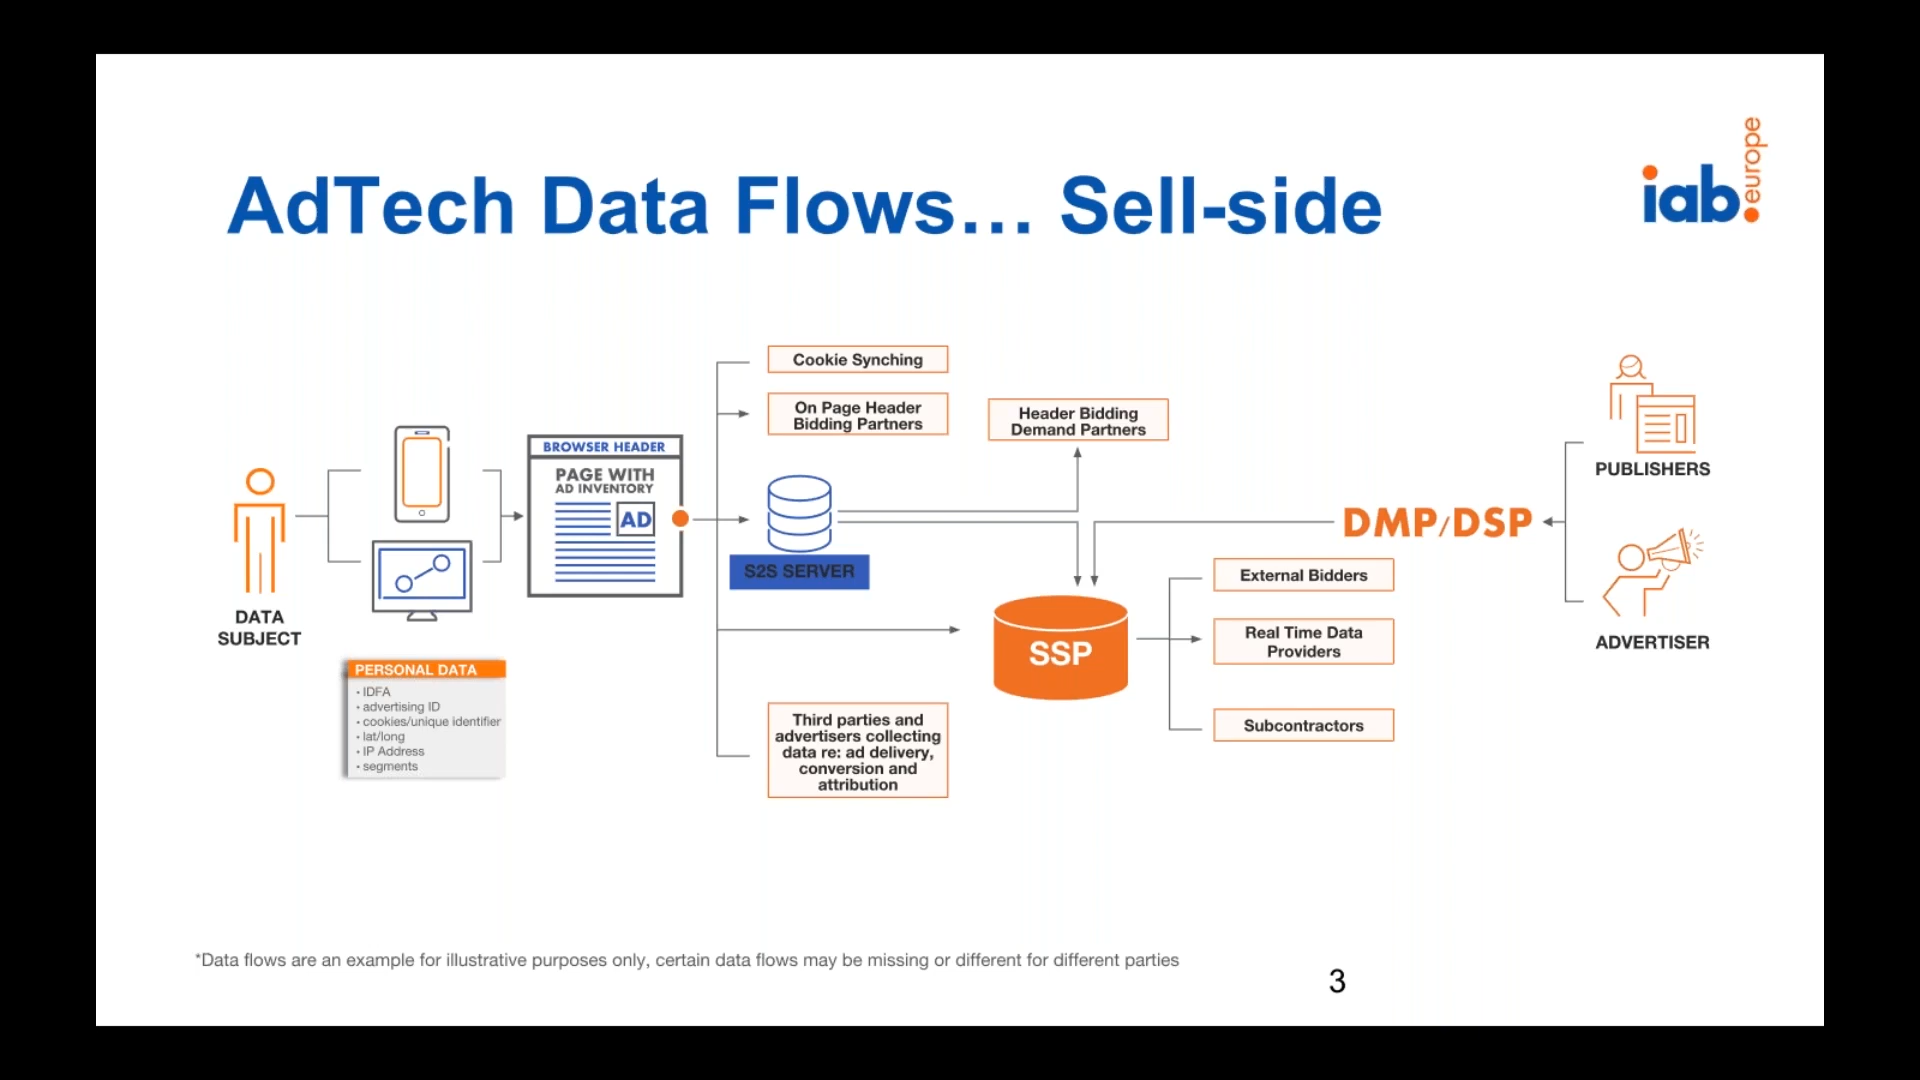 AdTech Data Flows… Sell-side
iab
europe
Cookie Synching
On Page Header
Bidding Partners
Header Bidding
Demand Partners
BROWSER HEADER
PAGE WITH
AD INVENTORY
AD
S2S SERVER
DATA
SUBJECT
PERSONAL DATA
• IDFA
• advertising ID
• cookies/unique identifier
• lat/long
• IP Address
• segments
Third parties and
advertisers collecting
data re: ad delivery,
conversion and
attribution
SSP
DMP/DSP
External Bidders
Real Time Data
Providers
Subcontractors
PUBLISHERS
ADVERTISER
*Data flows are an example for illustrative purposes only, certain data flows may be missing or different for different parties
3